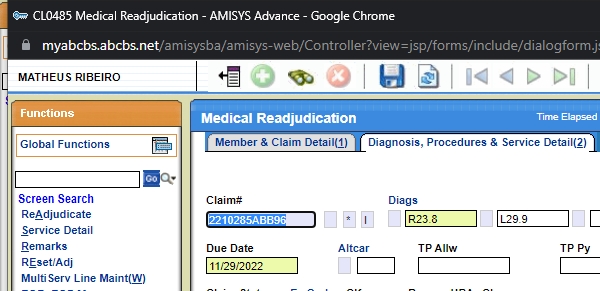 CL0485 Medical Readjudication - AMISYS Advance - Google Chrome
myabcbs.abcbs.net/amisysba/amisys-web/Controller?view=jsp/forms/include/dialogform.js
MATHEUS RIBEIRO
Functions
Medical Readjudication
Time Elapsed
Global Functions
Member & Claim Detail(1)
Diagnosis, Procedures & Service Detail(2)
Go
Screen Search
ReAdjudicate
Service Detail
Remarks
REset/Adj
MultiServ Line Maint(W)
Claim#
Diags
2210285ABB96
*
I
R23.8
L29.9
Due Date
Altcar
TP Allw
TP Py
11/29/2022